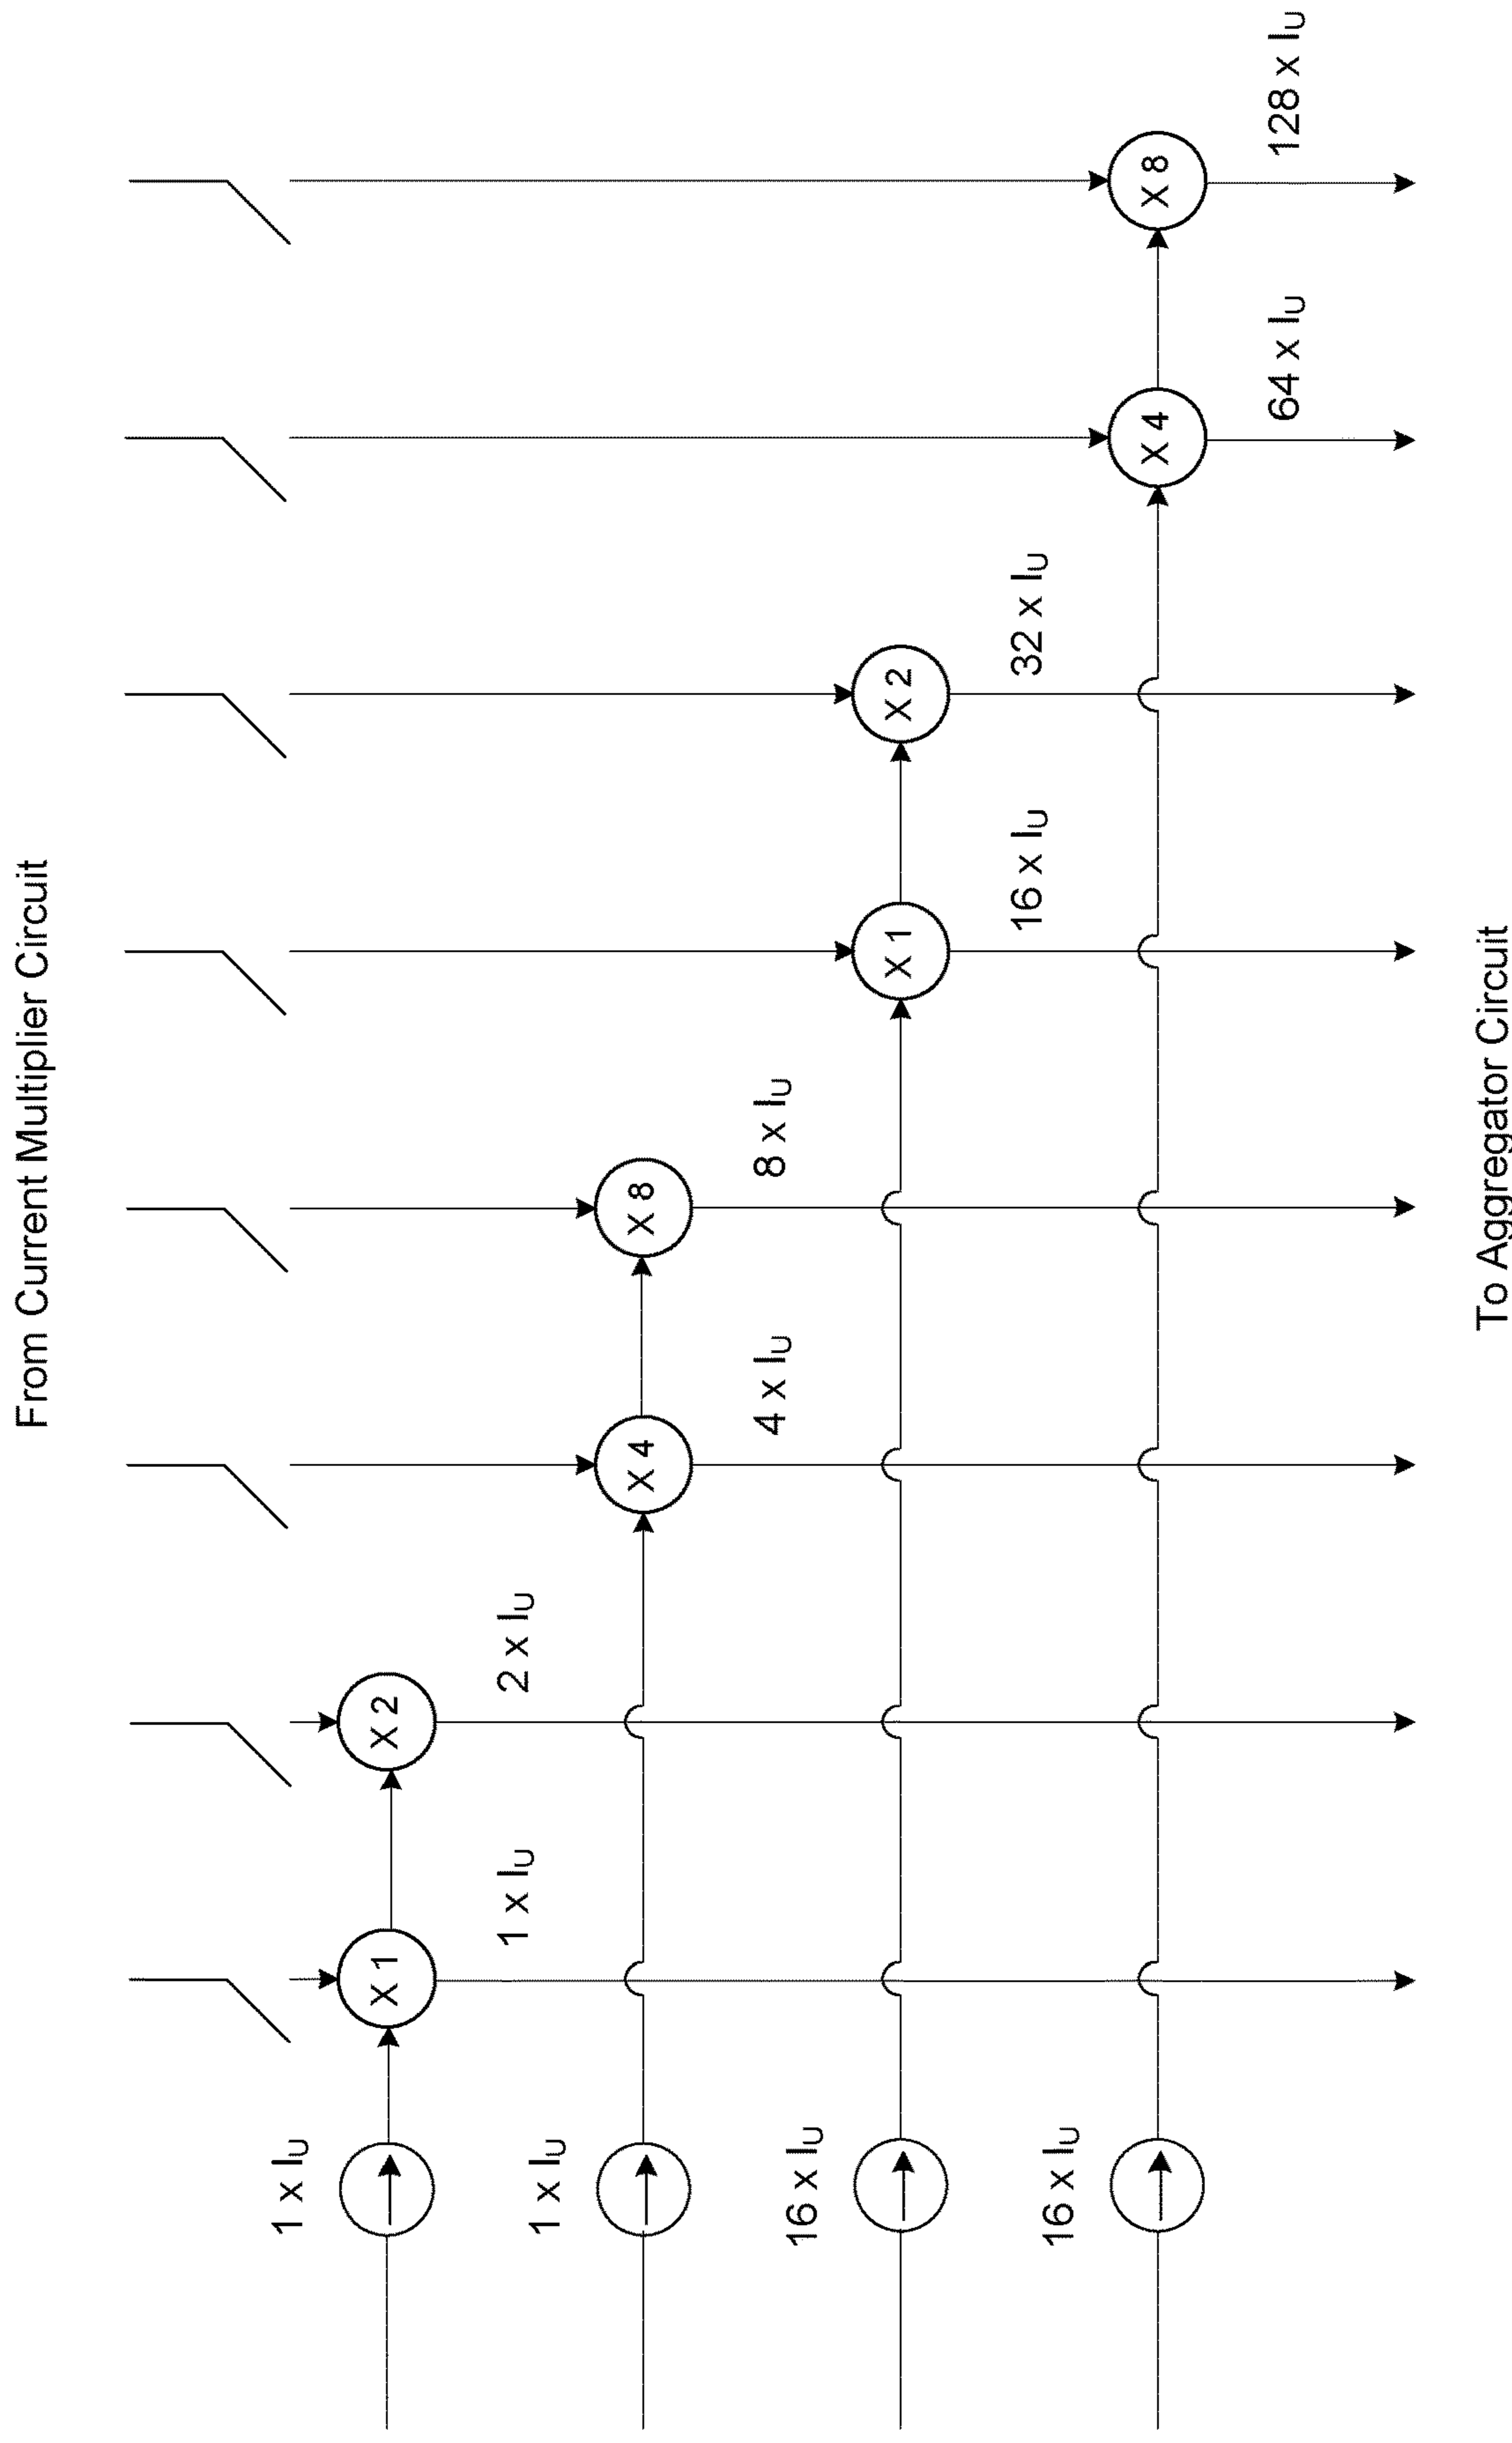 From Current Multiplier Circuit
1 x IU
X 1
X 2
1 x IU
2 x IU
1 x IU
X 4
X 8
4 x IU
8 x IU
16 x IU
X 1
X 2
16 x IU
32 x IU
16 x IU
X 4
X 8
64 x IU
128 x IU
To Aggregator Circuit